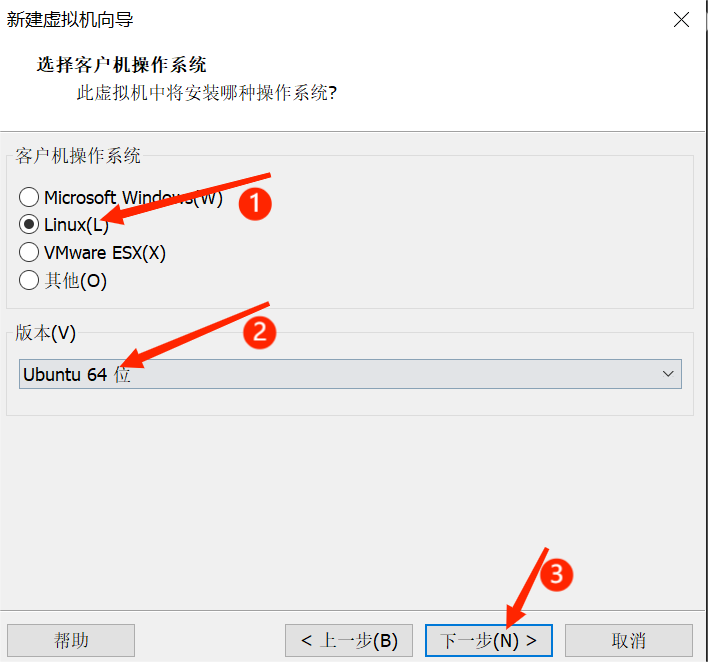 新建虚拟机向导
选择客户机操作系统
此虚拟机中将安装哪种操作系统?
客户机操作系统
Microsoft Windows(W)
1
Linux(L)
VMware ESX(X)
其他(O)
版本(V)
2
Ubuntu 64 位
3
帮助
< 上一步(B)
下一步(N) >
取消